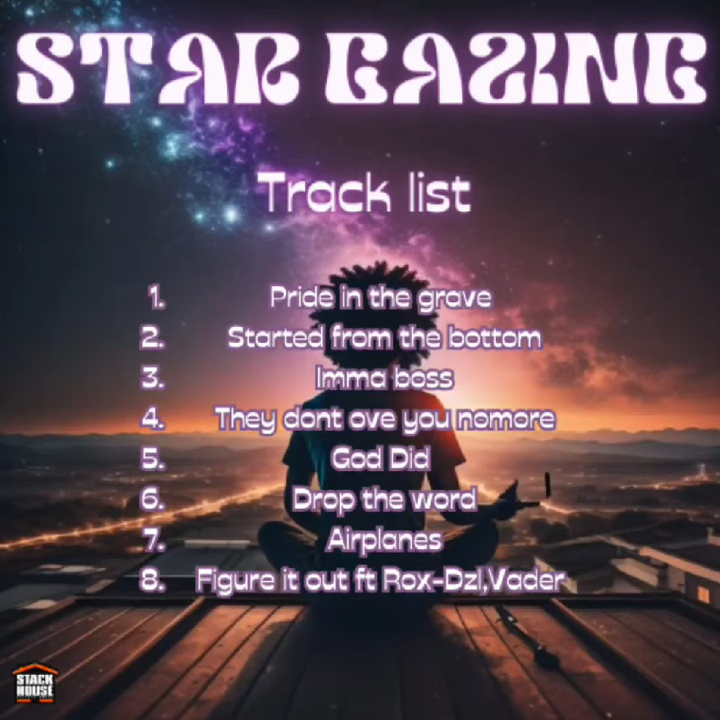 STAR GAZING
Track list
1. Pride in the grave
2. Started from the bottom
3. Imma boss
4. They dont ove you nomore
5. God Did
6. Drop the word
7. Airplanes
8. Figure it out ft Rox-Dzl,Vader
STACK
HOUSE